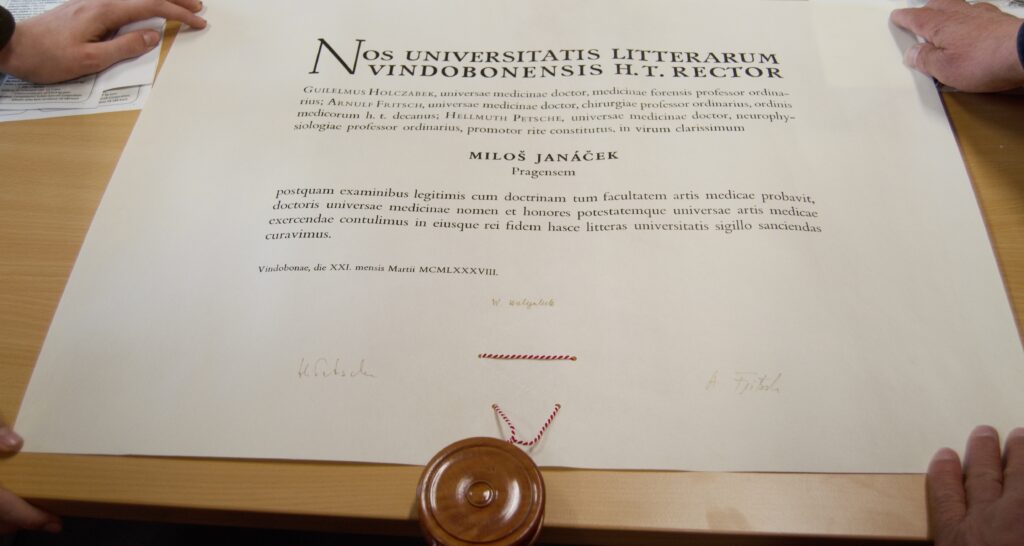 NOS UNIVERSITATIS LITTERARUM
VINDOBONENSIS H.T. RECTOR
GUILELMUS HOLCZABEK, universae medicinae doctor, medicinae forensis professor ordina-
rius; ARNULF FRITSCH, universae medicinae doctor, chirurgiae professor ordinarius, ordinis
medicorum h. t. decanus; HELLMUTH PETSCHE, universae medicinae doctor, neurophy-
siologiae professor ordinarius, promotor rite constitutus. in virum clarissimum
MILOŠ JANÁČEK
Pragensem
postquam examinibus legitimis cum doctrinam tum facultatem artis medicae probavit,
doctoris universae medicinae nomen et honores potestatemque universae artis medicae
exercendae contulimus in eiusque rei fidem hasce litteras universitatis sigillo sanciendas
curavimus.
Vindobonae, die XXI. mensis Martii MCMLXXXVIII.
W. Holczabek
H. Petsche
A. Fritsch